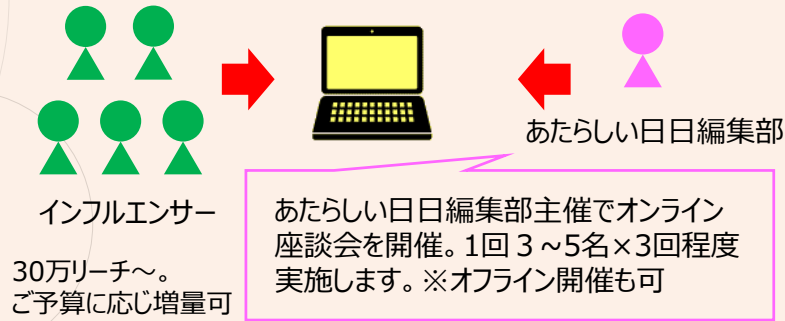 あたらしい日日編集部
インフルエンサー
30万リーチ～。
ご予算に応じ増量可
あたらしい日日編集部主催でオンライン
座談会を開催。1回３～5名×3回程度
実施します。※オフライン開催も可